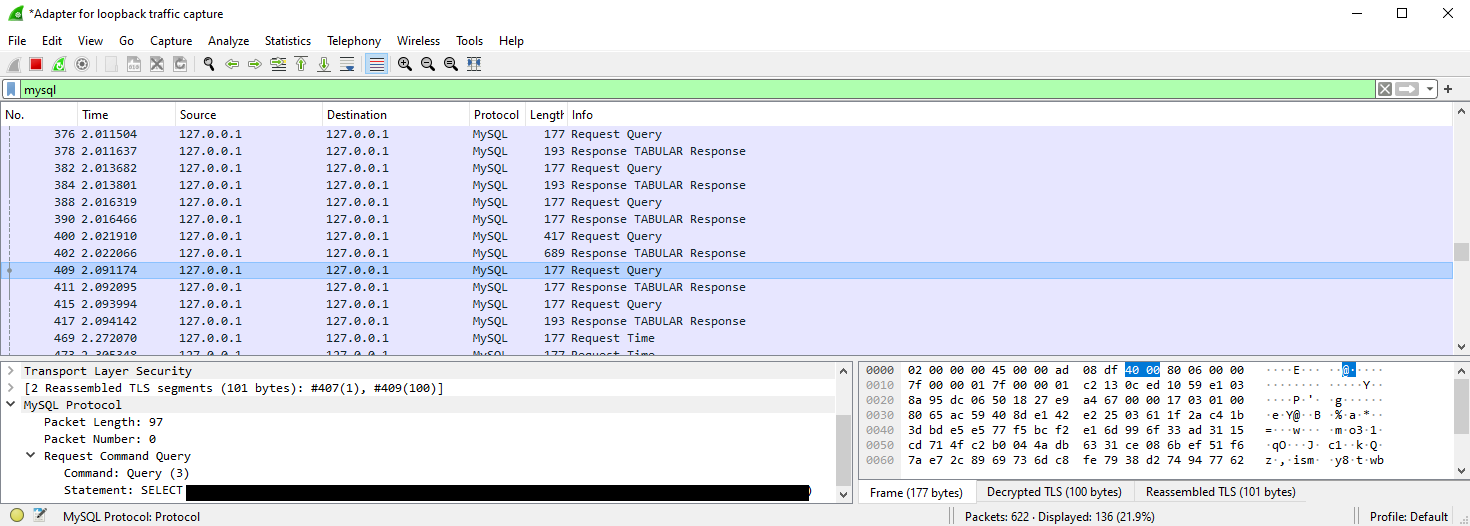 *Adapter for loopback traffic capture
File Edit View Go Capture Analyze Statistics Telephony Wireless Tools Help
mysql
No. Time Source Destination Protocol Length Info
376 2.011504 127.0.0.1 127.0.0.1 MySQL 177 Request Query
378 2.011637 127.0.0.1 127.0.0.1 MySQL 193 Response TABULAR Response
382 2.013682 127.0.0.1 127.0.0.1 MySQL 177 Request Query
384 2.013801 127.0.0.1 127.0.0.1 MySQL 193 Response TABULAR Response
388 2.016319 127.0.0.1 127.0.0.1 MySQL 177 Request Query
390 2.016466 127.0.0.1 127.0.0.1 MySQL 177 Response TABULAR Response
400 2.021910 127.0.0.1 127.0.0.1 MySQL 417 Request Query
402 2.022066 127.0.0.1 127.0.0.1 MySQL 689 Response TABULAR Response
409 2.091174 127.0.0.1 127.0.0.1 MySQL 177 Request Query
411 2.092095 127.0.0.1 127.0.0.1 MySQL 177 Response TABULAR Response
415 2.093994 127.0.0.1 127.0.0.1 MySQL 177 Request Query
417 2.094142 127.0.0.1 127.0.0.1 MySQL 193 Response TABULAR Response
469 2.272070 127.0.0.1 127.0.0.1 MySQL 177 Request Time
473 2.305348 127.0.0.1 127.0.0.1 MySQL 177 Request Time
Transport Layer Security
[2 Reassembled TLS segments (101 bytes): #407(1), #409(100)]
MySQL Protocol
Packet Length: 97
Packet Number: 0
Request Command Query
Command: Query (3)
Statement: SELECT )
0000 02 00 00 00 45 00 00 ad 08 df 40 00 80 06 00 00 ····E·· ··@·····
0010 7f 00 00 01 7f 00 00 01 c2 13 0c ed 10 59 e1 03 ········ ·····Y··
0020 8a 95 dc 06 50 18 27 e9 a4 67 00 00 17 03 01 00 ····P·'· ·g······
0030 80 65 ac 59 40 8d e1 42 e2 25 03 61 1f 2a c4 1b ·e·Y@··B ·%·a·*··
0040 3d bd e5 e5 77 f5 bc f2 e1 6d 99 6f 33 ad 31 15 =···w··· ·m·o3·1·
0050 cd 71 4f c2 b0 04 4a db 63 31 ce 08 6b ef 51 f6 ·qO···J· c1··k·Q·
0060 7a e7 2c 89 69 73 6d c8 fe 79 38 d2 74 94 77 62 z·,·ism· ·y8·t·wb
Frame (177 bytes) Decrypted TLS (100 bytes) Reassembled TLS (101 bytes)
MySQL Protocol: Protocol Packets: 622 · Displayed: 136 (21.9%) Profile: Default